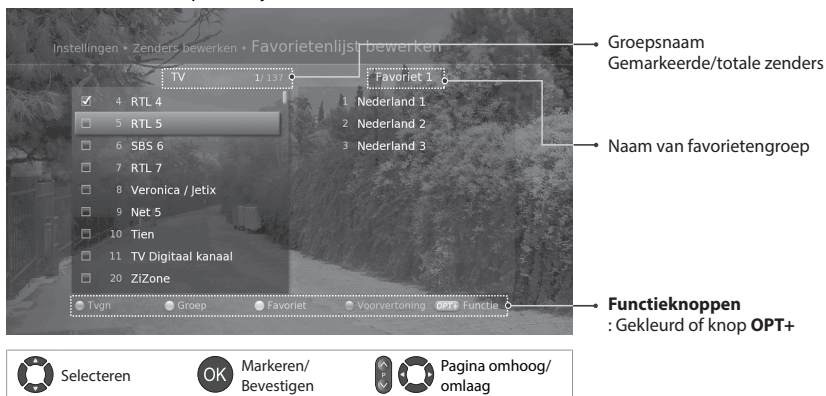 Instellingen • Zenders bewerken • Favorietenlijst bewerken
TV 1/ 137
Favoriet 1
4 RTL 4
5 RTL 5
6 SBS 6
7 RTL 7
8 Veronica / Jetix
9 Net 5
10 Tien
11 TV Digitaal kanaal
20 ZiZone
1 Nederland 1
2 Nederland 2
3 Nederland 3
Tvgn Groep Favoriet Voorvertoning OPT+ Functie
Groepsnaam
Gemarkeerde/totale zenders
Naam van favorietengroep
Functieknoppen
: Gekleurd of knop OPT+
Selecteren
OK Markeren/
Bevestigen
P Pagina omhoog/
omlaag